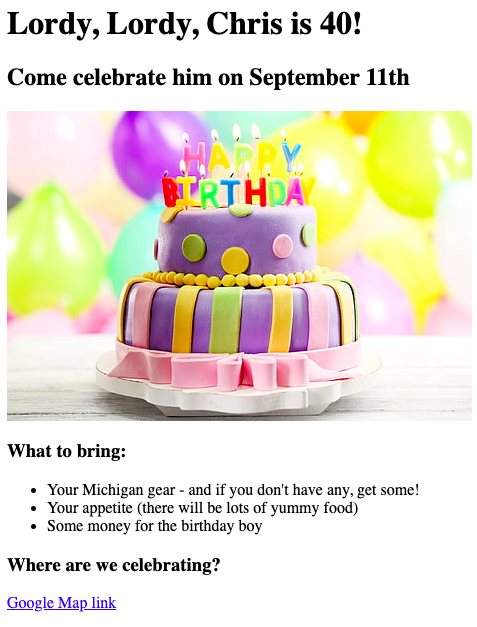 Lordy, Lordy, Chris is 40!
Come celebrate him on September 11th
HAPPY
BIRTHDAY
What to bring:
Your Michigan gear - and if you don't have any, get some!
Your appetite (there will be lots of yummy food)
Some money for the birthday boy
Where are we celebrating?
Google Map link